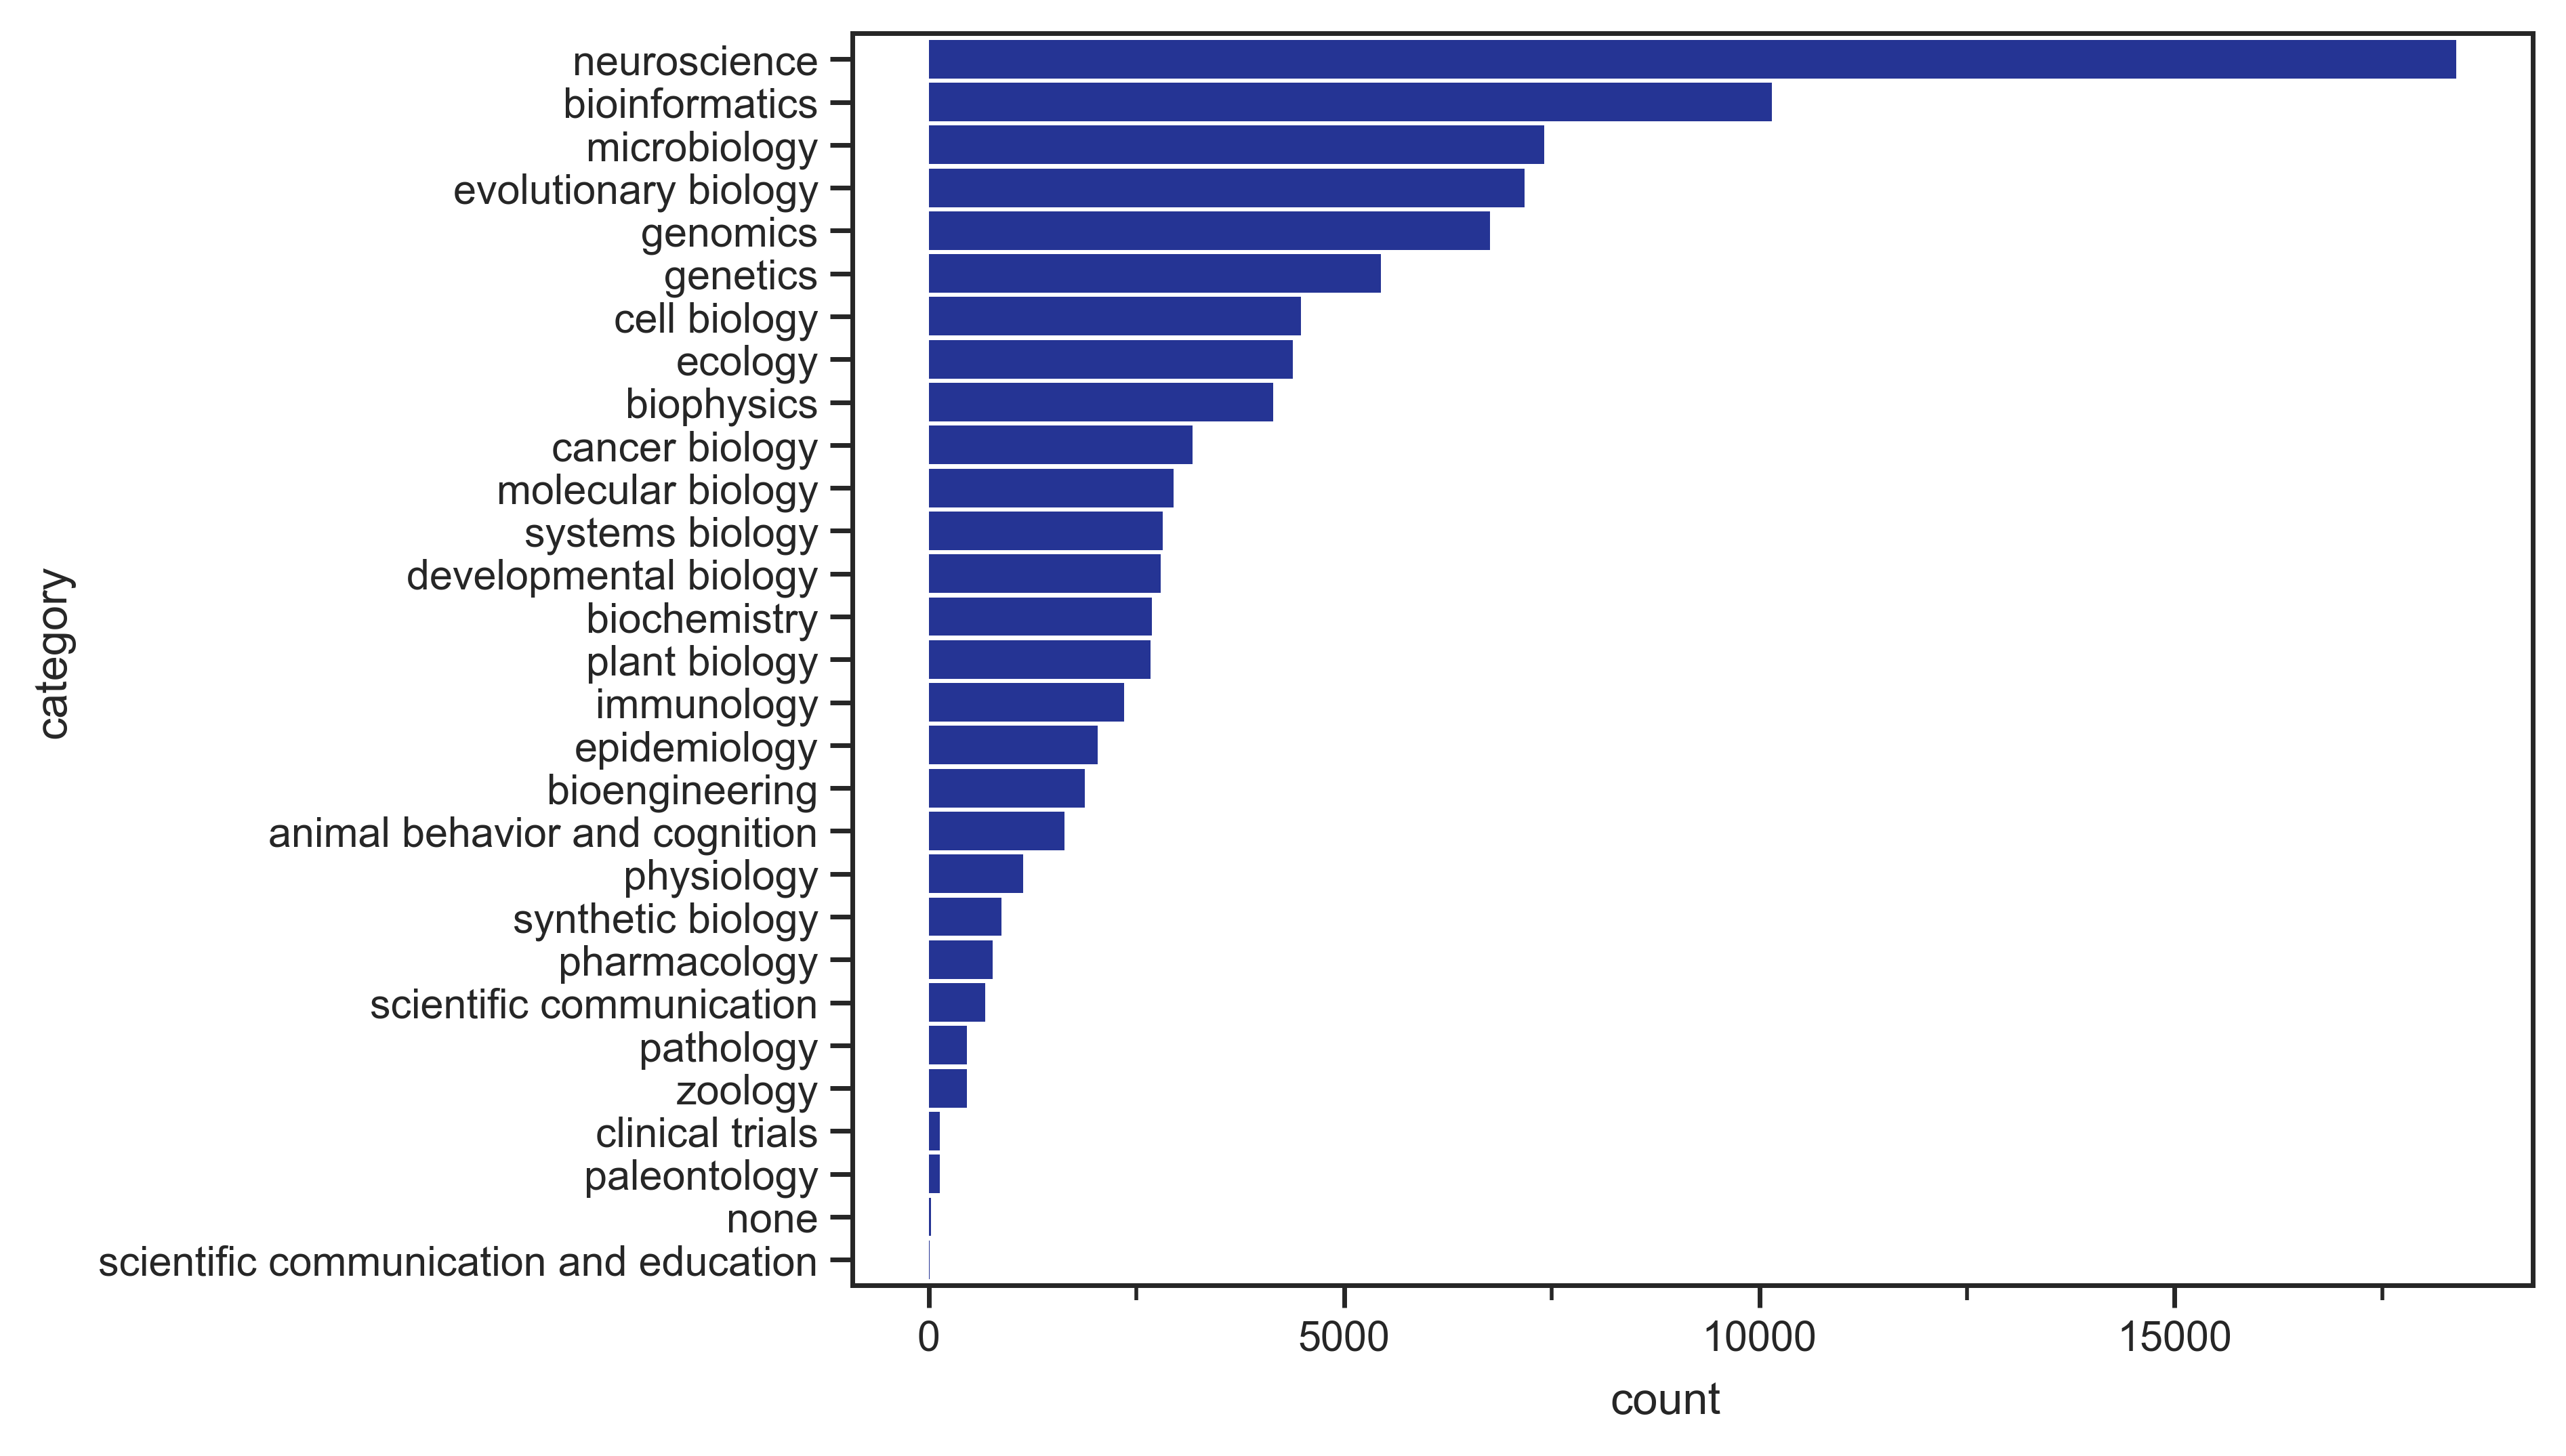 neuroscience
bioinformatics
microbiology
evolutionary biology
genomics
genetics
cell biology
ecology
biophysics
cancer biology
molecular biology
systems biology
developmental biology
biochemistry
plant biology
immunology
epidemiology
bioengineering
animal behavior and cognition
physiology
synthetic biology
pharmacology
scientific communication
pathology
zoology
clinical trials
paleontology
none
scientific communication and education
category
0 5000 10000 15000
count